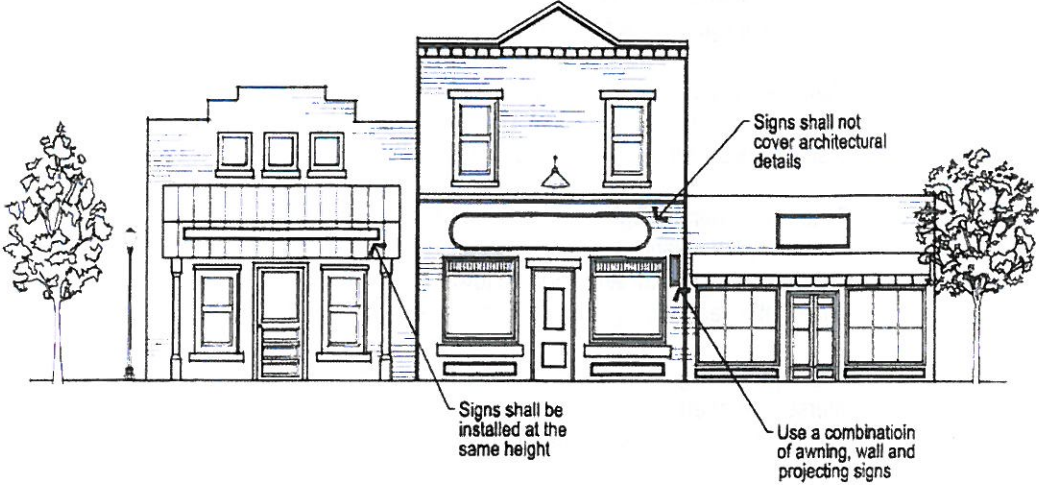 Signs shall not
cover architectural
details
Signs shall be
installed at the
same height
Use a combinatioin
of awning, wall and
projecting signs